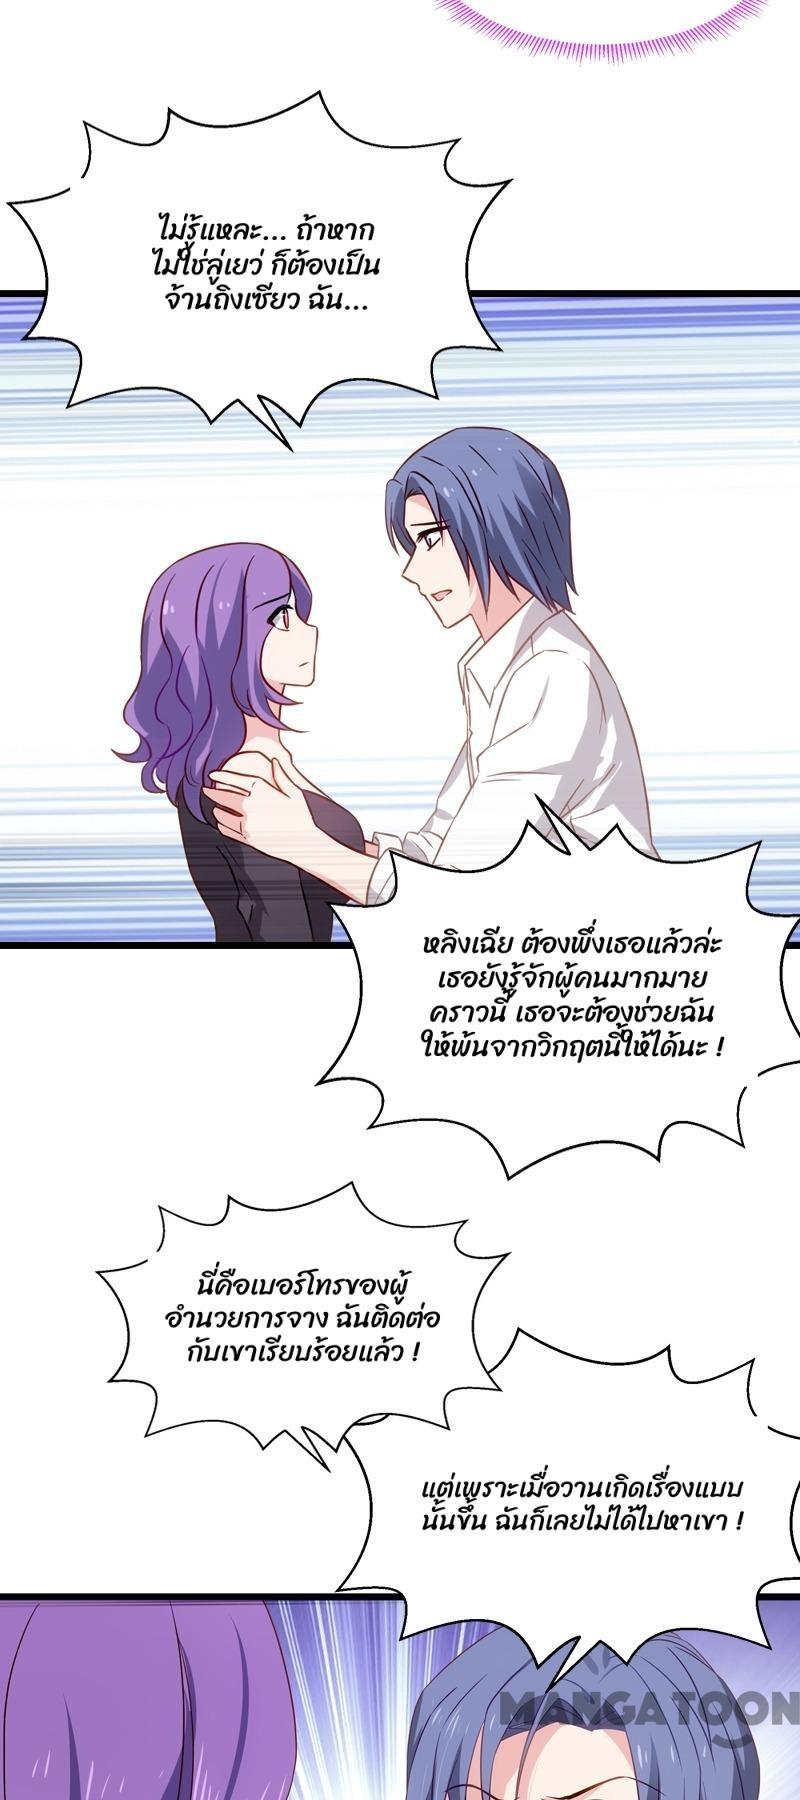 ไม่รู้แหละ... ถ้าหาก
ไม่ใช่ลู่เยว่ ก็ต้องเป็น
จ้านถิงเซียว ฉัน...
หลิงเฉีย ต้องพึ่งเธอแล้วล่ะ
เธอยังรู้จักผู้คนมากมาย
คราวนี้ เธอจะต้องช่วยฉัน
ให้พ้นจากวิกฤตนี้ให้ได้นะ !
นี่คือเบอร์โทรของผู้
อำนวยการจาง ฉันติดต่อ
กับเขาเรียบร้อยแล้ว !
แต่เพราะเมื่อวานเกิดเรื่องแบบ
นั้นขึ้น ฉันก็เลยไม่ได้ไปหาเขา !
MANGATOON